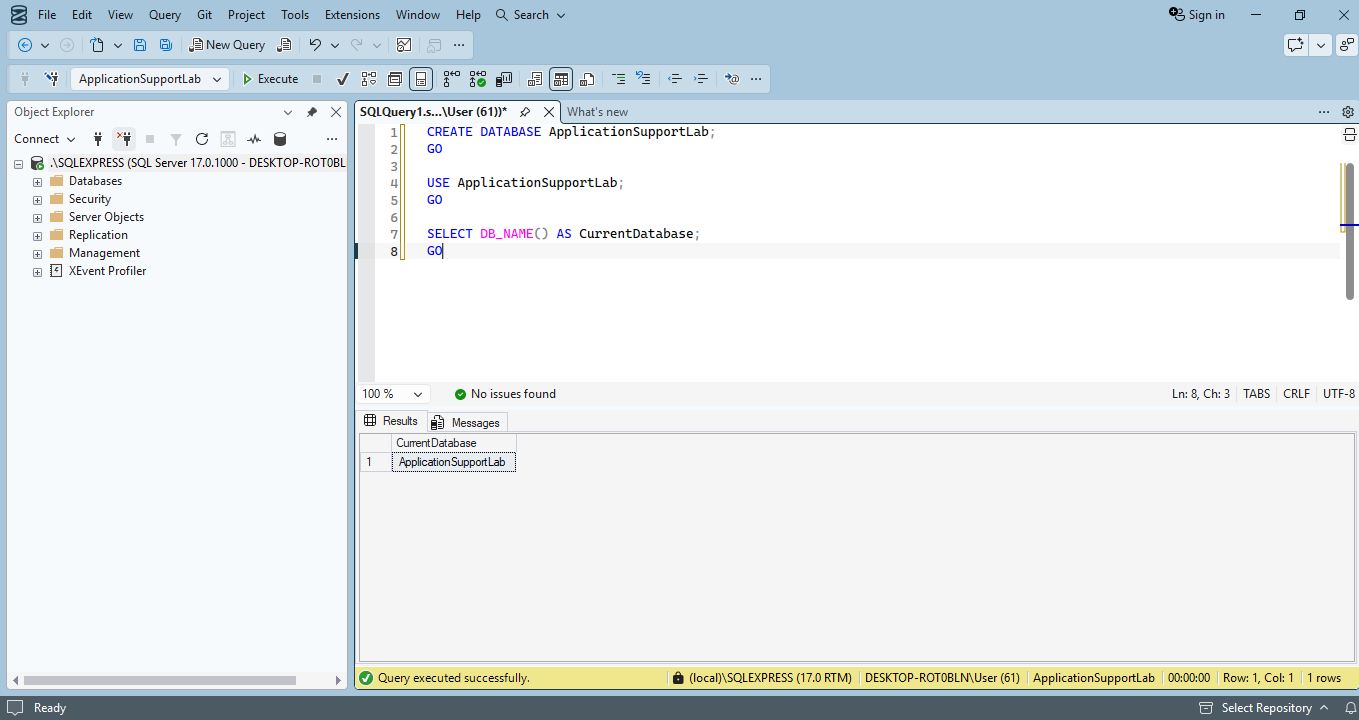 File Edit View Query Git Project Tools Extensions Window Help Search Sign in
New Query
ApplicationSupportLab Execute
Object Explorer
Connect
.\SQLEXPRESS (SQL Server 17.0.1000 - DESKTOP-ROT0BL
Databases
Security
Server Objects
Replication
Management
XEvent Profiler
SQLQuery1.s...\User (61))* What's new
1 CREATE DATABASE ApplicationSupportLab;
2 GO
3
4 USE ApplicationSupportLab;
5 GO
6
7 SELECT DB_NAME() AS CurrentDatabase;
8 GO
100 % No issues found Ln: 8, Ch: 3 TABS CRLF UTF-8
Results Messages
CurrentDatabase
1 ApplicationSupportLab
Query executed successfully. (local)\SQLEXPRESS (17.0 RTM) DESKTOP-ROT0BLN\User (61) ApplicationSupportLab 00:00:00 Row: 1, Col: 1 1 rows
Ready Select Repository